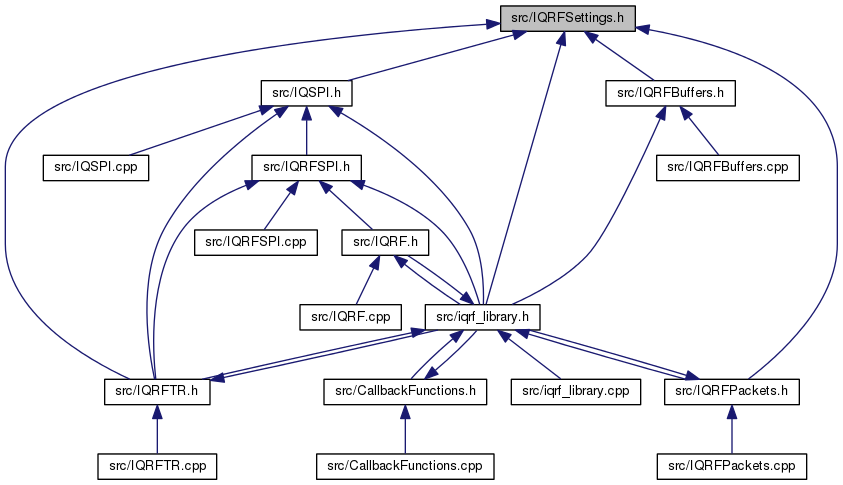 src/IQRFSettings.h
src/IQSPI.h
src/IQRFBuffers.h
src/IQSPI.cpp
src/IQRFSPI.h
src/IQRFBuffers.cpp
src/IQRFSPI.cpp
src/IQRF.h
src/IQRF.cpp
src/iqrf_library.h
src/IQRFTR.h
src/CallbackFunctions.h
src/iqrf_library.cpp
src/IQRFPackets.h
src/IQRFTR.cpp
src/CallbackFunctions.cpp
src/IQRFPackets.cpp